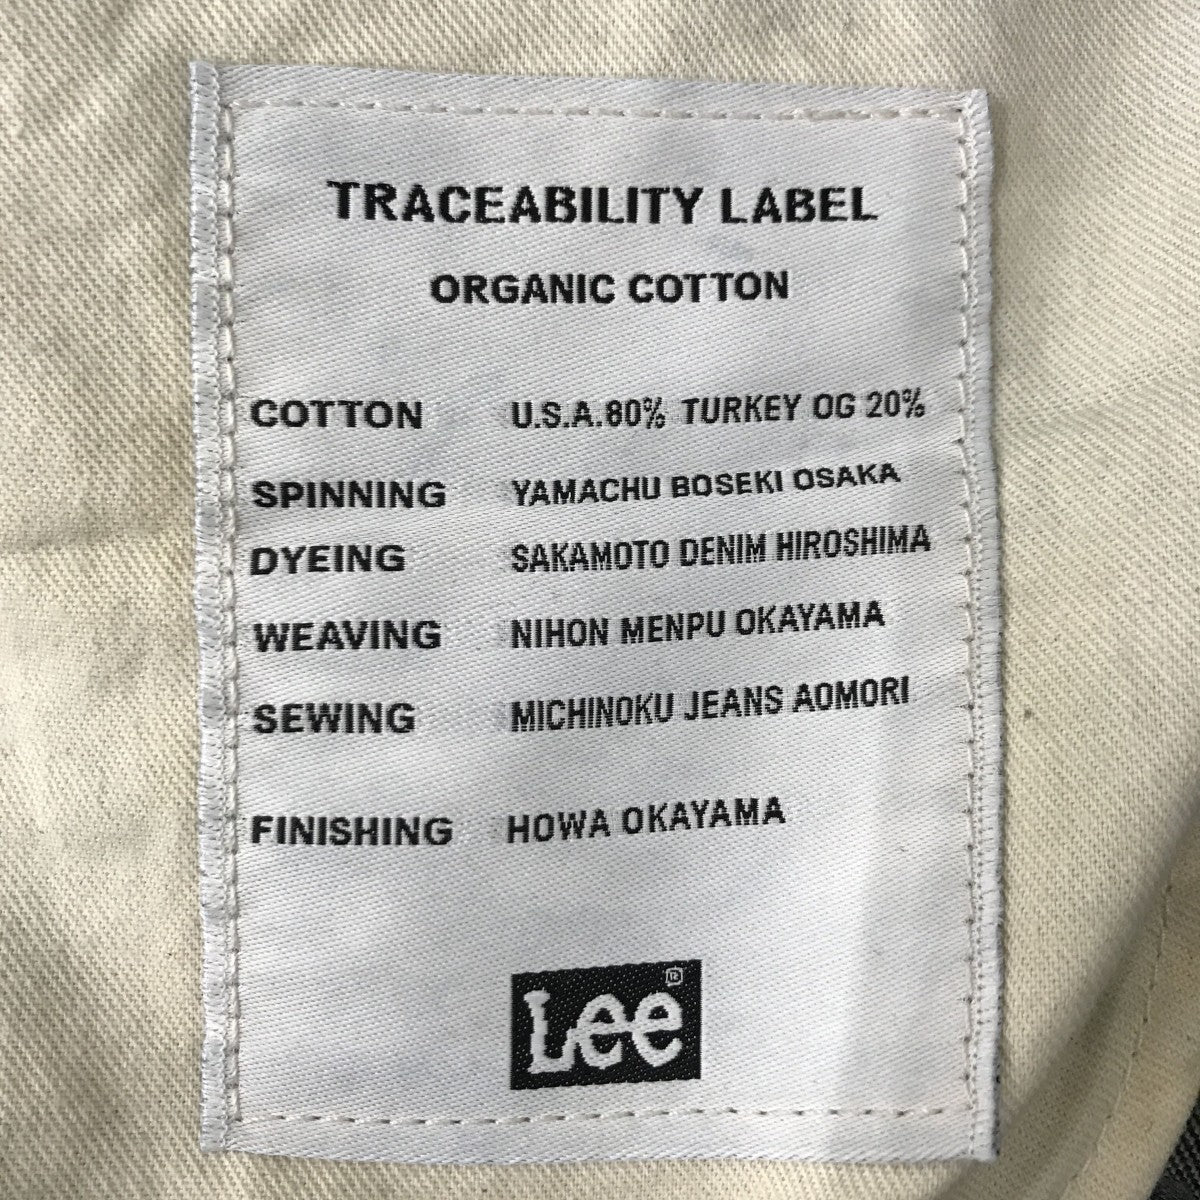 TRACEABILITY LABEL
ORGANIC COTTON
COTTON U.S.A.80% TURKEY OG 20%
SPINNING YAMACHU BOSEKI OSAKA
DYEING SAKAMOTO DENIM HIROSHIMA
WEAVING NIHON MENPU OKAYAMA
SEWING MICHINOKU JEANS AOMORI
FINISHING HOWA OKAYAMA
Lee®